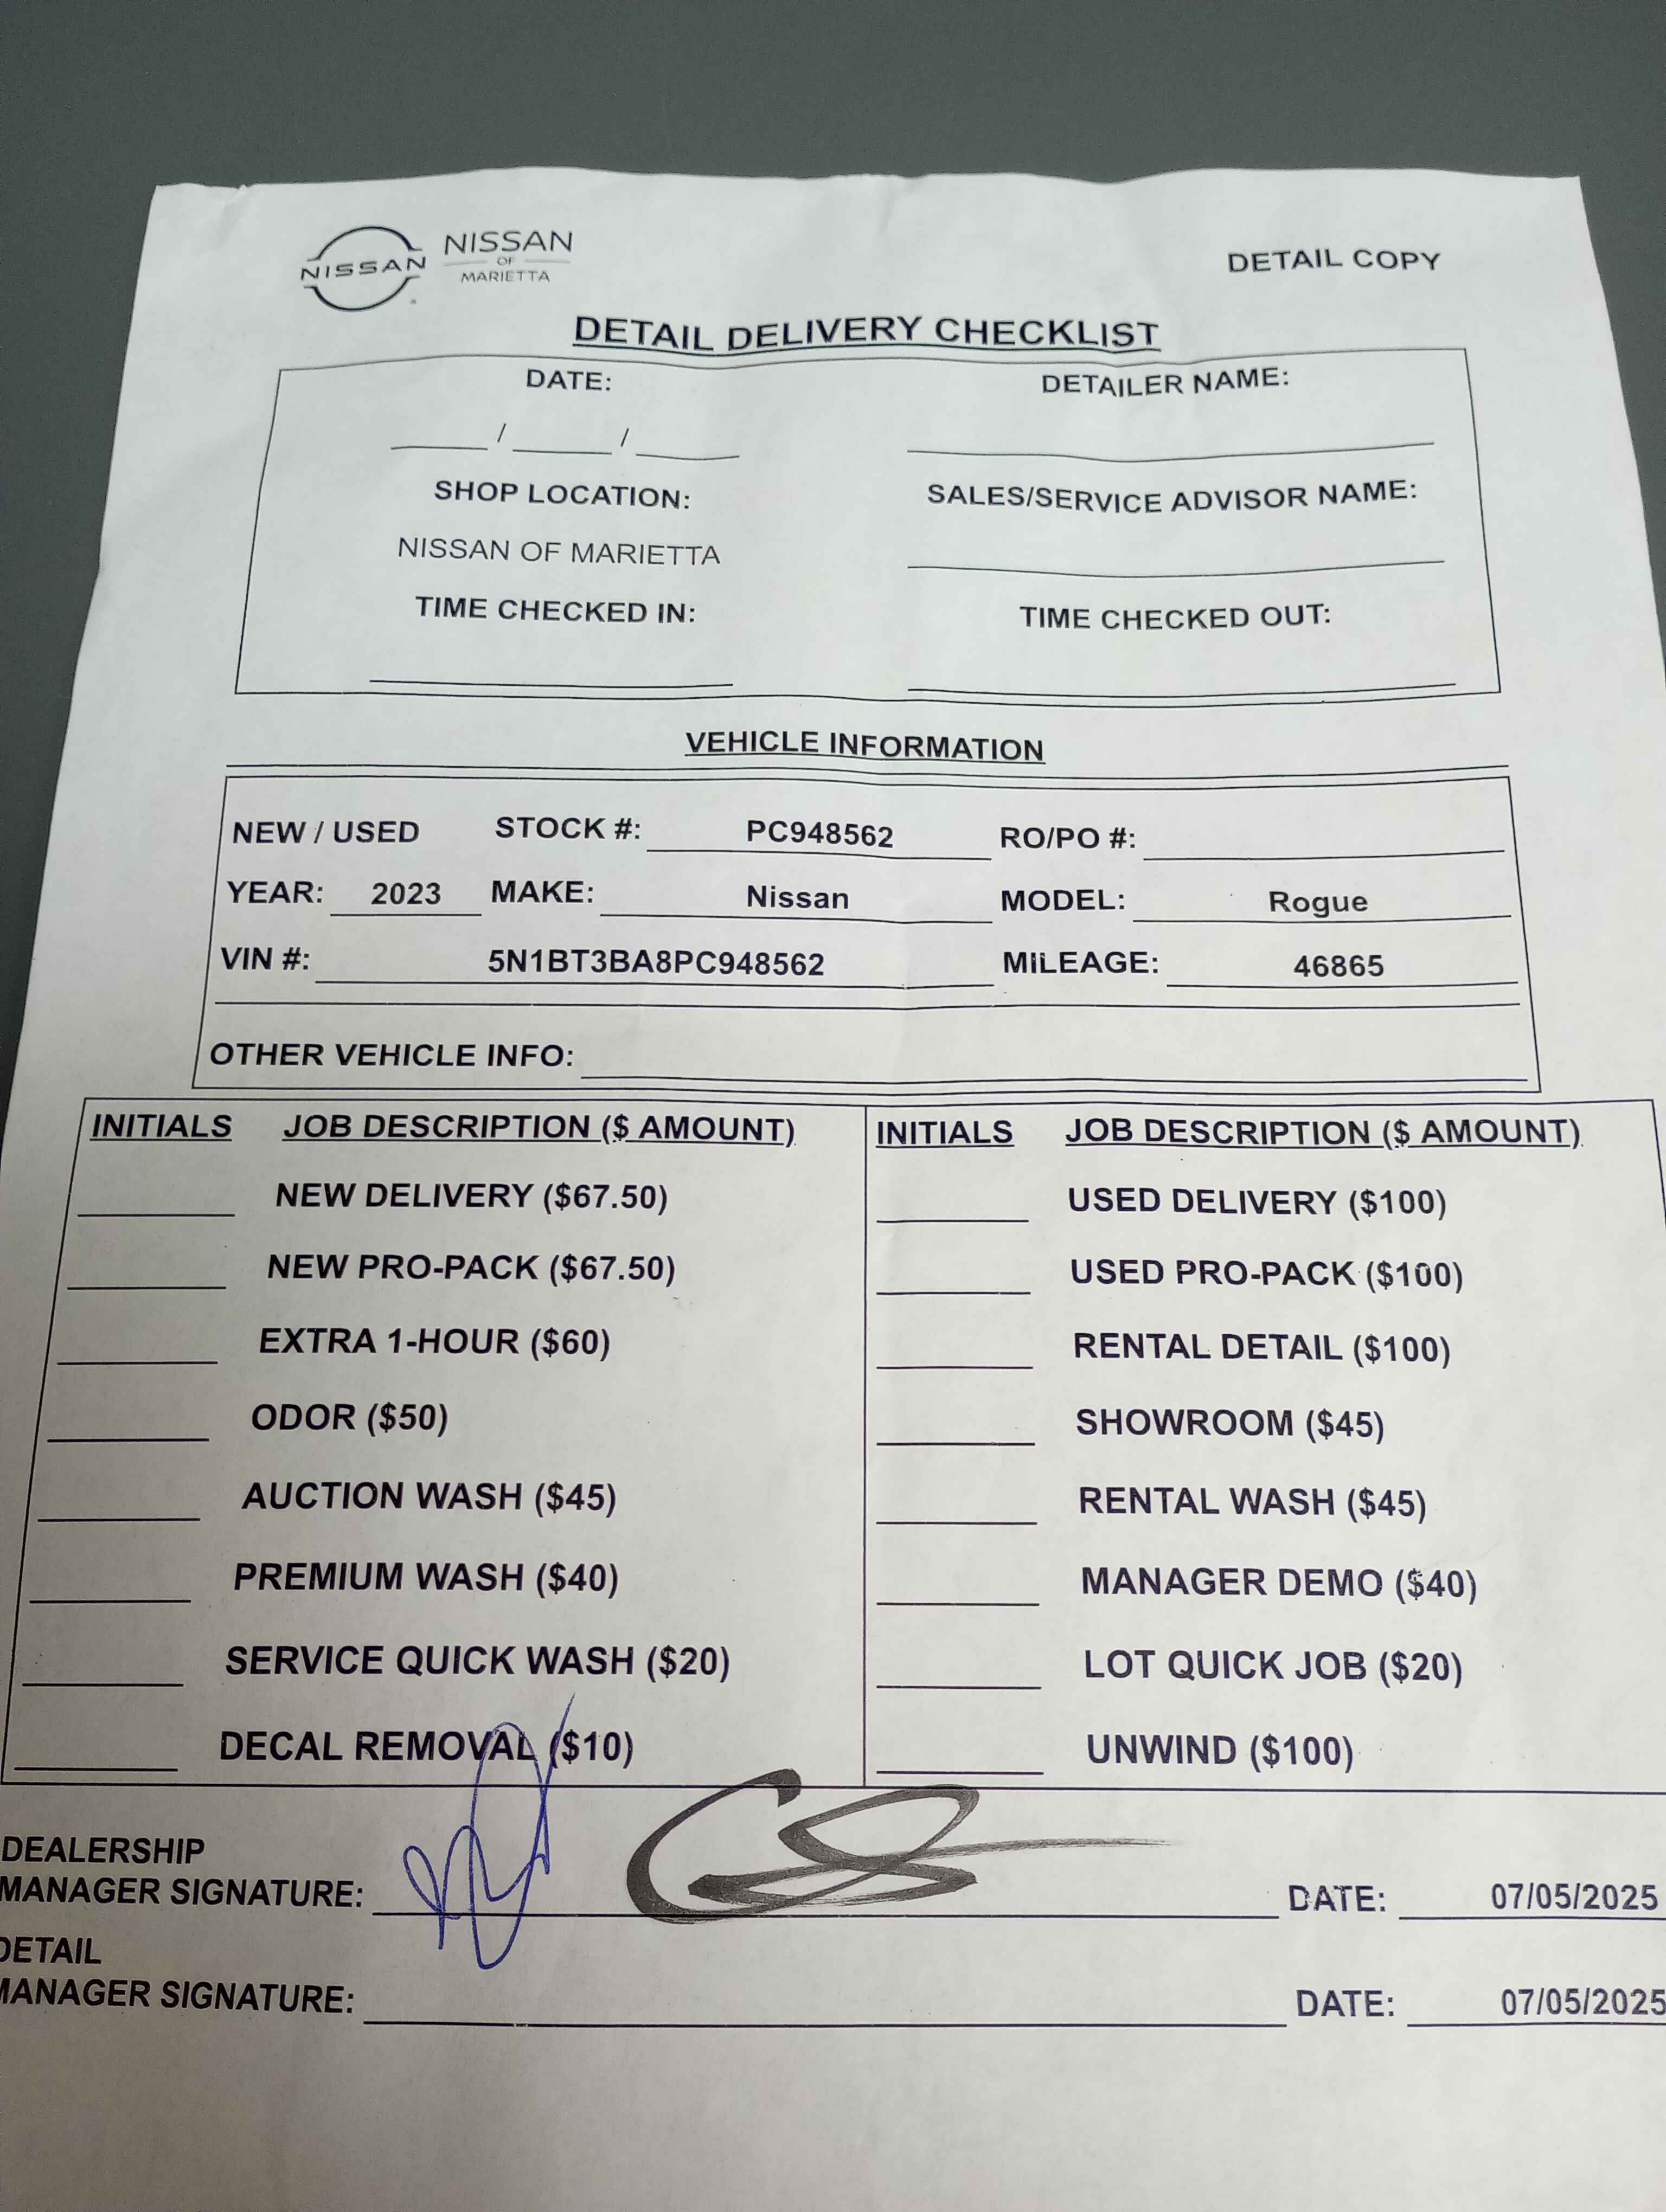 NISSAN
NISSAN
OF
MARIETTA
DETAIL COPY
DETAIL DELIVERY CHECKLIST
DATE: DETAILER NAME:
/ /
SHOP LOCATION: SALES/SERVICE ADVISOR NAME:
NISSAN OF MARIETTA
TIME CHECKED IN: TIME CHECKED OUT:
VEHICLE INFORMATION
NEW / USED STOCK #: PC948562 RO/PO #:
YEAR: 2023 MAKE: Nissan MODEL: Rogue
VIN #: 5N1BT3BA8PC948562 MILEAGE: 46865
OTHER VEHICLE INFO:
INITIALS JOB DESCRIPTION ($ AMOUNT) INITIALS JOB DESCRIPTION ($ AMOUNT)
NEW DELIVERY ($67.50) USED DELIVERY ($100)
NEW PRO-PACK ($67.50) USED PRO-PACK ($100)
EXTRA 1-HOUR ($60) RENTAL DETAIL ($100)
ODOR ($50) SHOWROOM ($45)
AUCTION WASH ($45) RENTAL WASH ($45)
PREMIUM WASH ($40) MANAGER DEMO ($40)
SERVICE QUICK WASH ($20) LOT QUICK JOB ($20)
DECAL REMOVAL ($10) UNWIND ($100)
DEALERSHIP
MANAGER SIGNATURE: DATE: 07/05/2025
DETAIL
MANAGER SIGNATURE: DATE: 07/05/2025